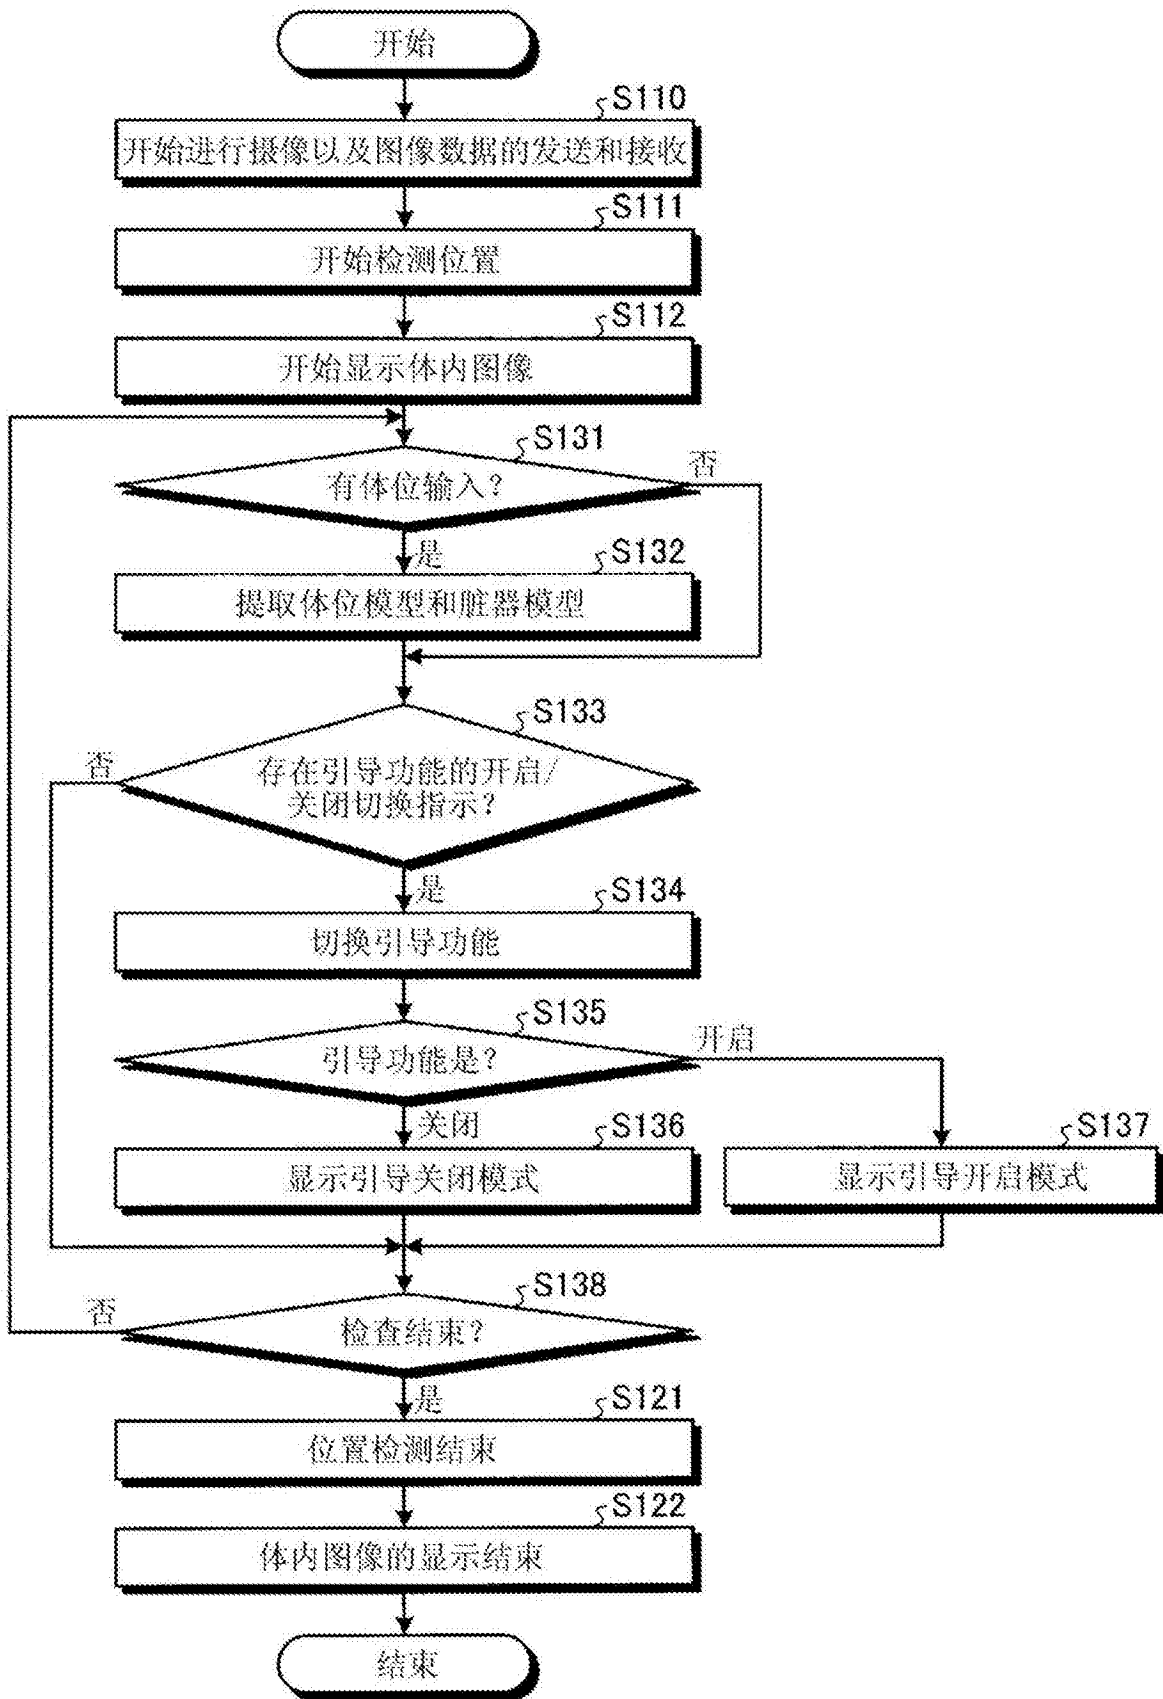 开始
S110
开始进行摄像以及图像数据的发送和接收
S111
开始检测位置
S112
开始显示体内图像
S131
有体位输入?
否
是
S132
提取体位模型和脏器模型
S133
否
存在引导功能的开启/
关闭切换指示?
是
S134
切换引导功能
S135
引导功能是?
开启
关闭
S136
显示引导关闭模式
S137
显示引导开启模式
S138
否
检查结束?
是
S121
位置检测结束
S122
体内图像的显示结束
结束